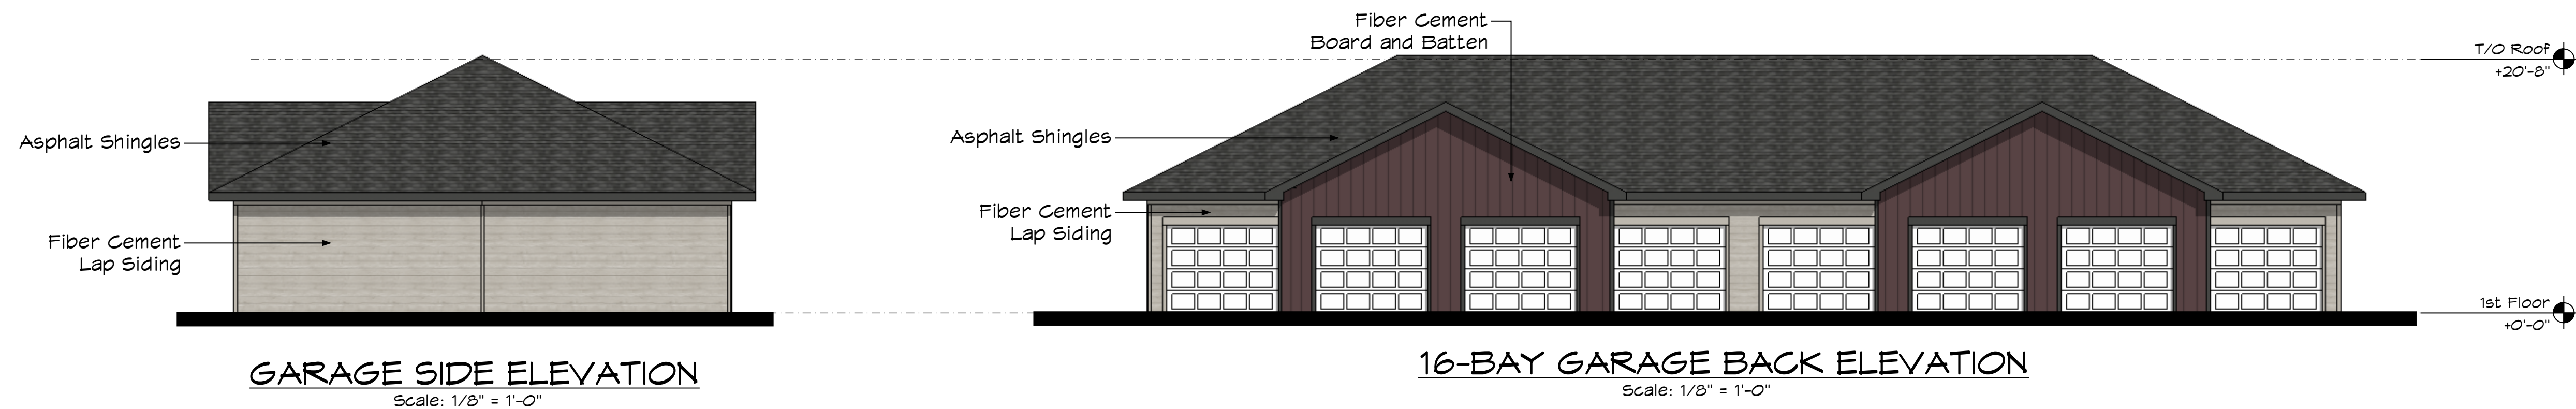 Asphalt Shingles
Fiber Cement
Lap Siding
GARAGE SIDE ELEVATION
Scale: 1/8" = 1'-0"
Fiber Cement
Board and Batten
Asphalt Shingles
Fiber Cement
Lap Siding
16-BAY GARAGE BACK ELEVATION
Scale: 1/8" = 1'-0"
T/O Roof
+20'-8"
1st Floor
+0'-0"